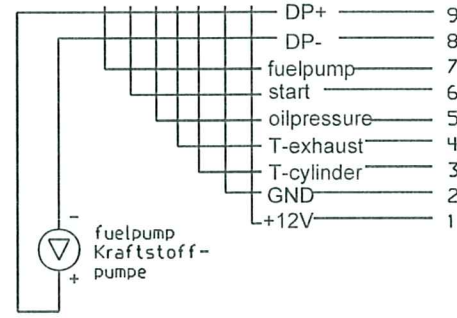 DP+ 9
DP- 8
fuelpump 7
start 6
oilpressure 5
T-exhaust 4
T-cylinder 3
GND 2
+12V 1
-
fuelpump
Kraftstoff-
pumpe
+